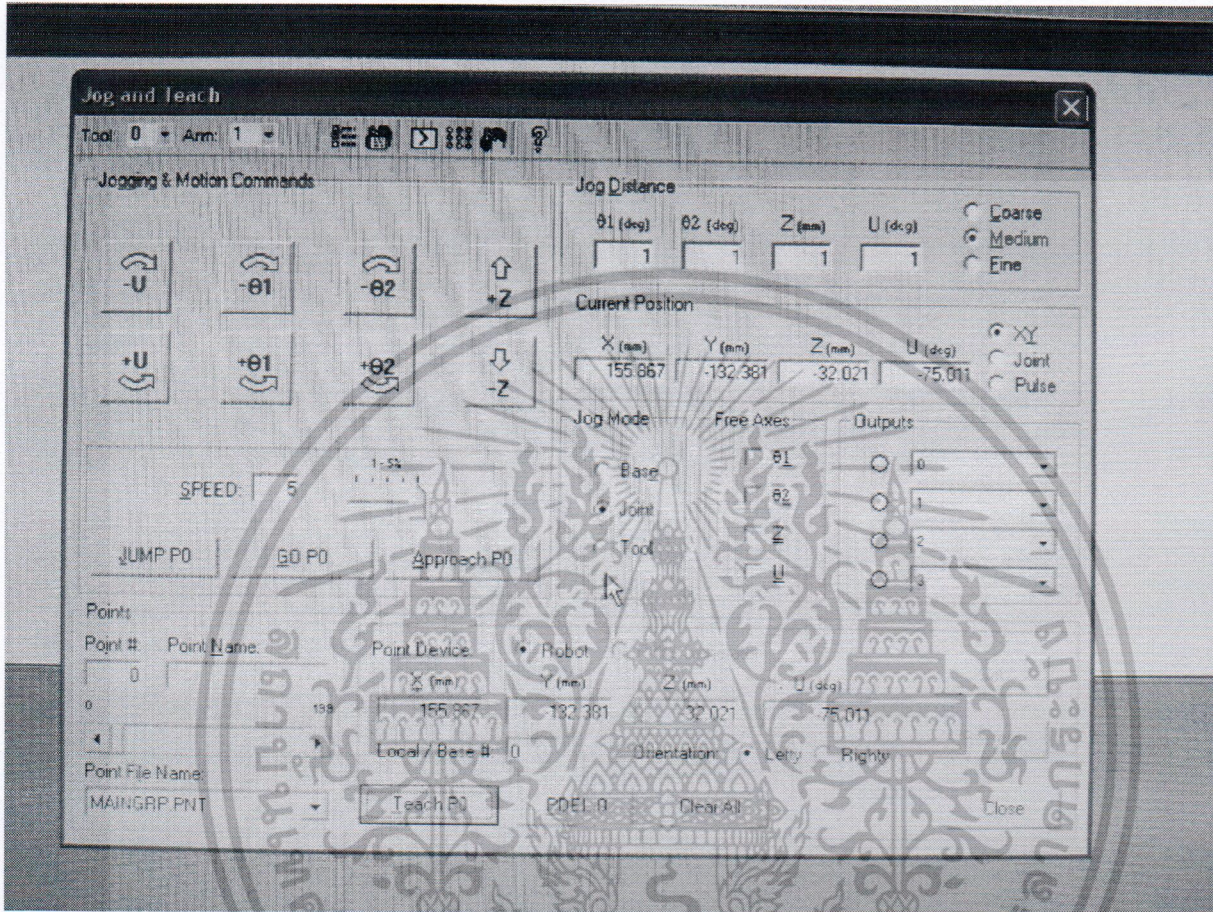 Jog and Teach
Tool: 0 Arm: 1
Jogging & Motion Commands
-U -θ1 -θ2 +Z
+U +θ1 +θ2 -Z
SPEED: 5 1 - 5%
JUMP P0 GO P0 Approach P0
Jog Distance
θ1 (deg) θ2 (deg) Z (mm) U (deg)
1 1 1 1
Coarse
Medium
Fine
Current Position
X (mm) Y (mm) Z (mm) U (deg)
155.867 -132.381 -32.021 -75.011
XY
Joint
Pulse
Jog Mode
Base
Joint
Tool
Free Axes
θ1
θ2
Z
U
Outputs
0
1
2
3
Points
Point #: Point Name:
0
0 199
Point File Name:
MAINGRP.PNT
Point Device Robot
X (mm) Y (mm) Z (mm) U (deg)
155.867 -132.381 -32.021 -75.011
Local / Base # 0 Orientation: Lefty Righty
Teach P0 PDEL 0 Clear All Close